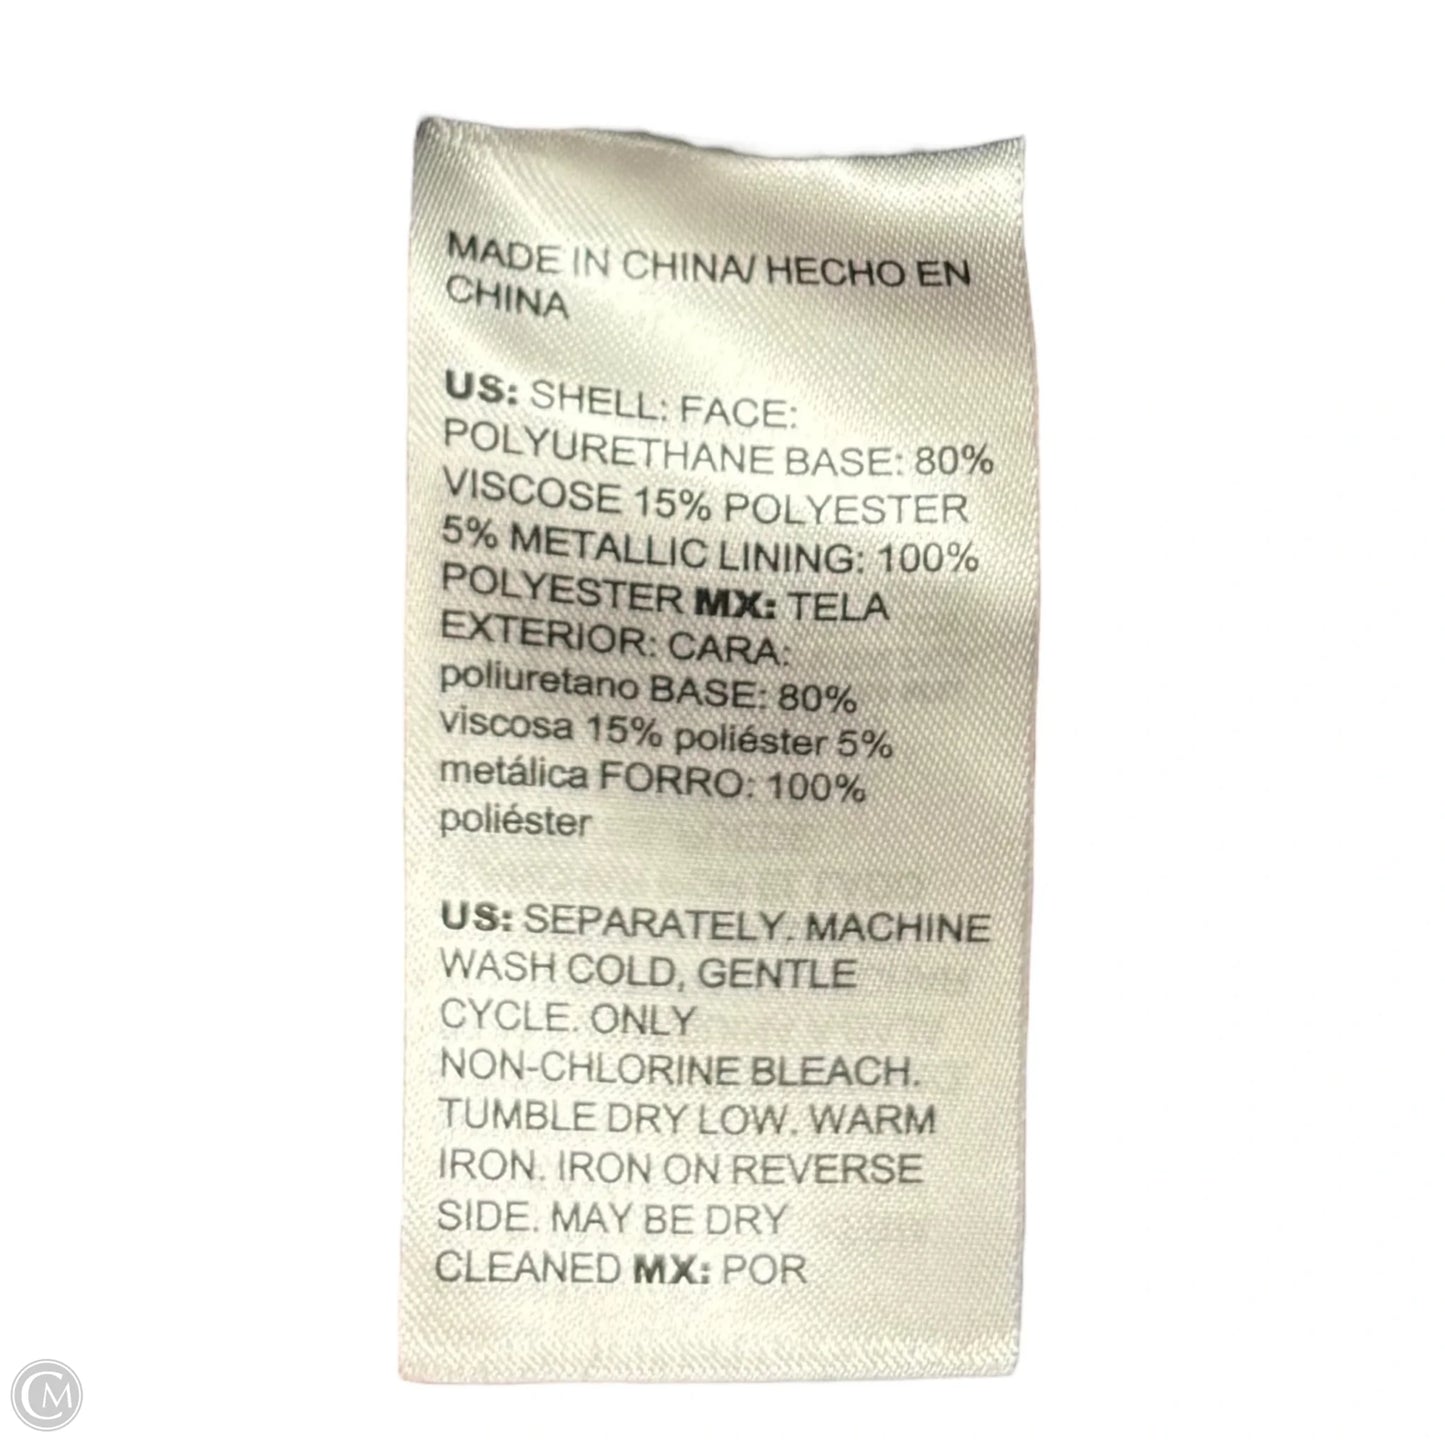 MADE IN CHINA/ HECHO EN
CHINA
US: SHELL: FACE:
POLYURETHANE BASE: 80%
VISCOSE 15% POLYESTER
5% METALLIC LINING: 100%
POLYESTER MX: TELA
EXTERIOR: CARA:
poliuretano BASE: 80%
viscosa 15% poliéster 5%
metálica FORRO: 100%
poliéster
US: SEPARATELY. MACHINE
WASH COLD, GENTLE
CYCLE. ONLY
NON-CHLORINE BLEACH.
TUMBLE DRY LOW. WARM
IRON. IRON ON REVERSE
SIDE. MAY BE DRY
CLEANED MX: POR
CM